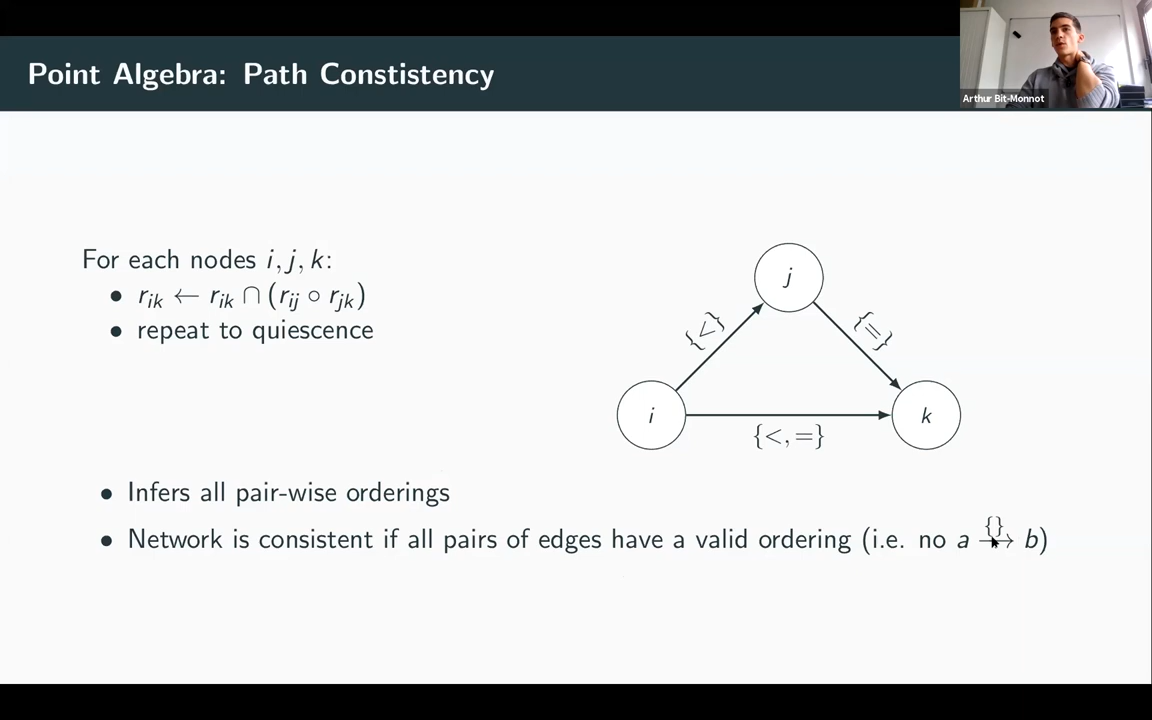 Point Algebra: Path Constistency
Arthur Bit-Monnot
For each nodes i, j, k:
• r_ik ← r_ik ∩ (r_ij ∘ r_jk)
• repeat to quiescence
j
{<}
{=}
i
k
{<, =}
• Infers all pair-wise orderings
• Network is consistent if all pairs of edges have a valid ordering (i.e. no a {}→ b)